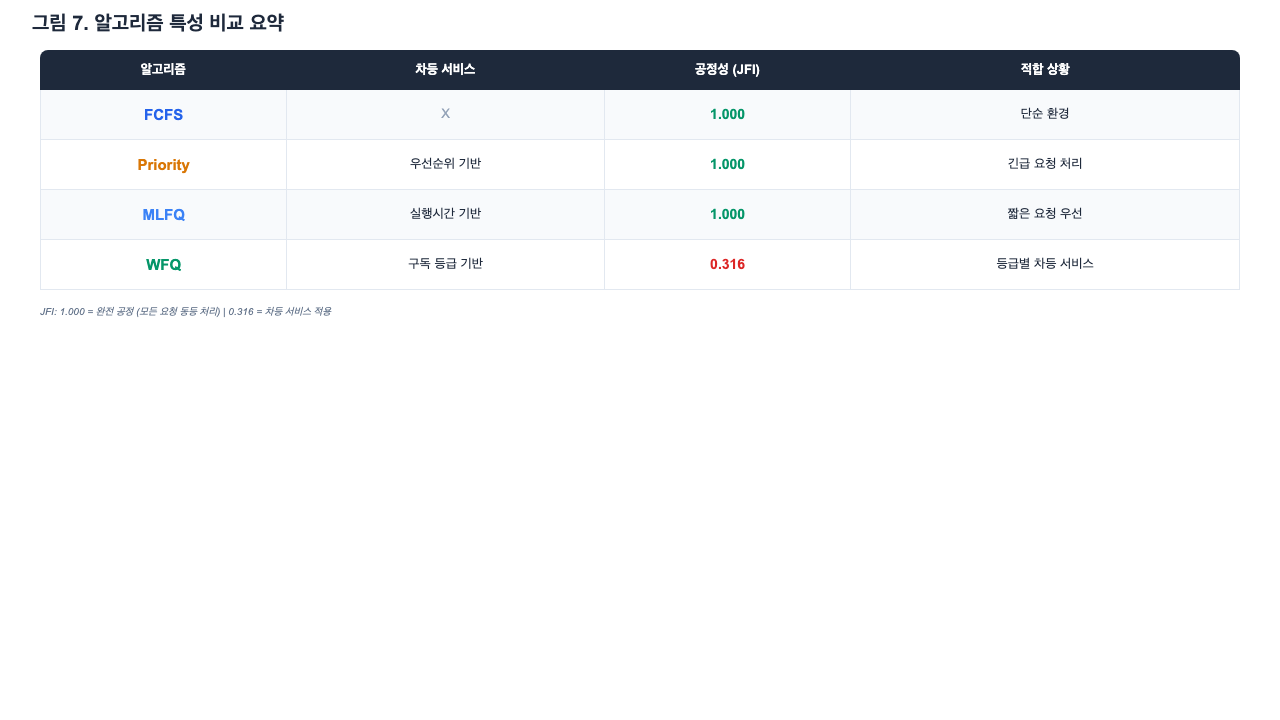 그림 7. 알고리즘 특성 비교 요약
알고리즘 차등 서비스 공정성 (JFI) 적합 상황
FCFS X 1.000 단순 환경
Priority 우선순위 기반 1.000 긴급 요청 처리
MLFQ 실행시간 기반 1.000 짧은 요청 우선
WFQ 구독 등급 기반 0.316 등급별 차등 서비스
JFI: 1.000 = 완전 공정 (모든 요청 동등 처리) | 0.316 = 차등 서비스 적용